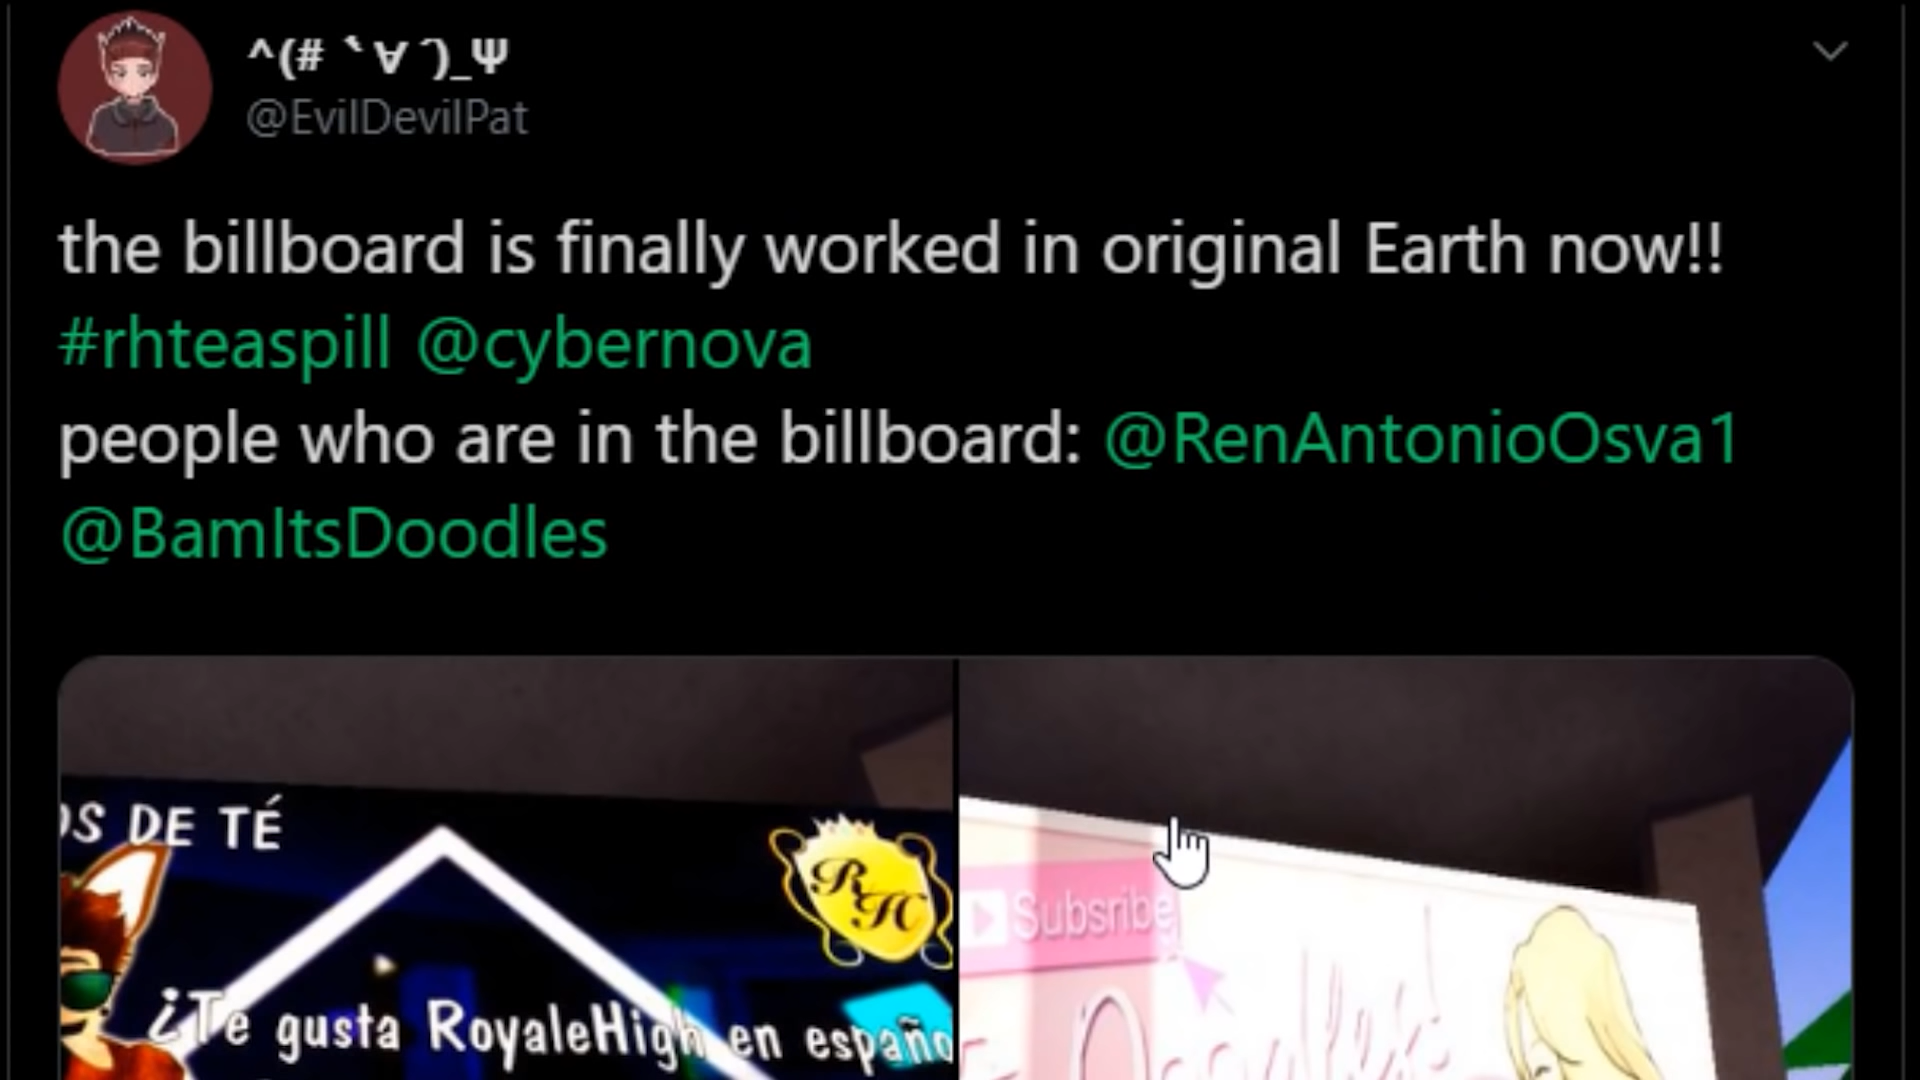 ^(# `∀´)_Ψ
@EvilDevilPat
the billboard is finally worked in original Earth now!!
#rhteaspill @cybernova
people who are in the billboard: @RenAntonioOsva1
@BamItsDoodles
OS DE TÉ
RH
¿Te gusta RoyaleHigh en españo
Subsribe